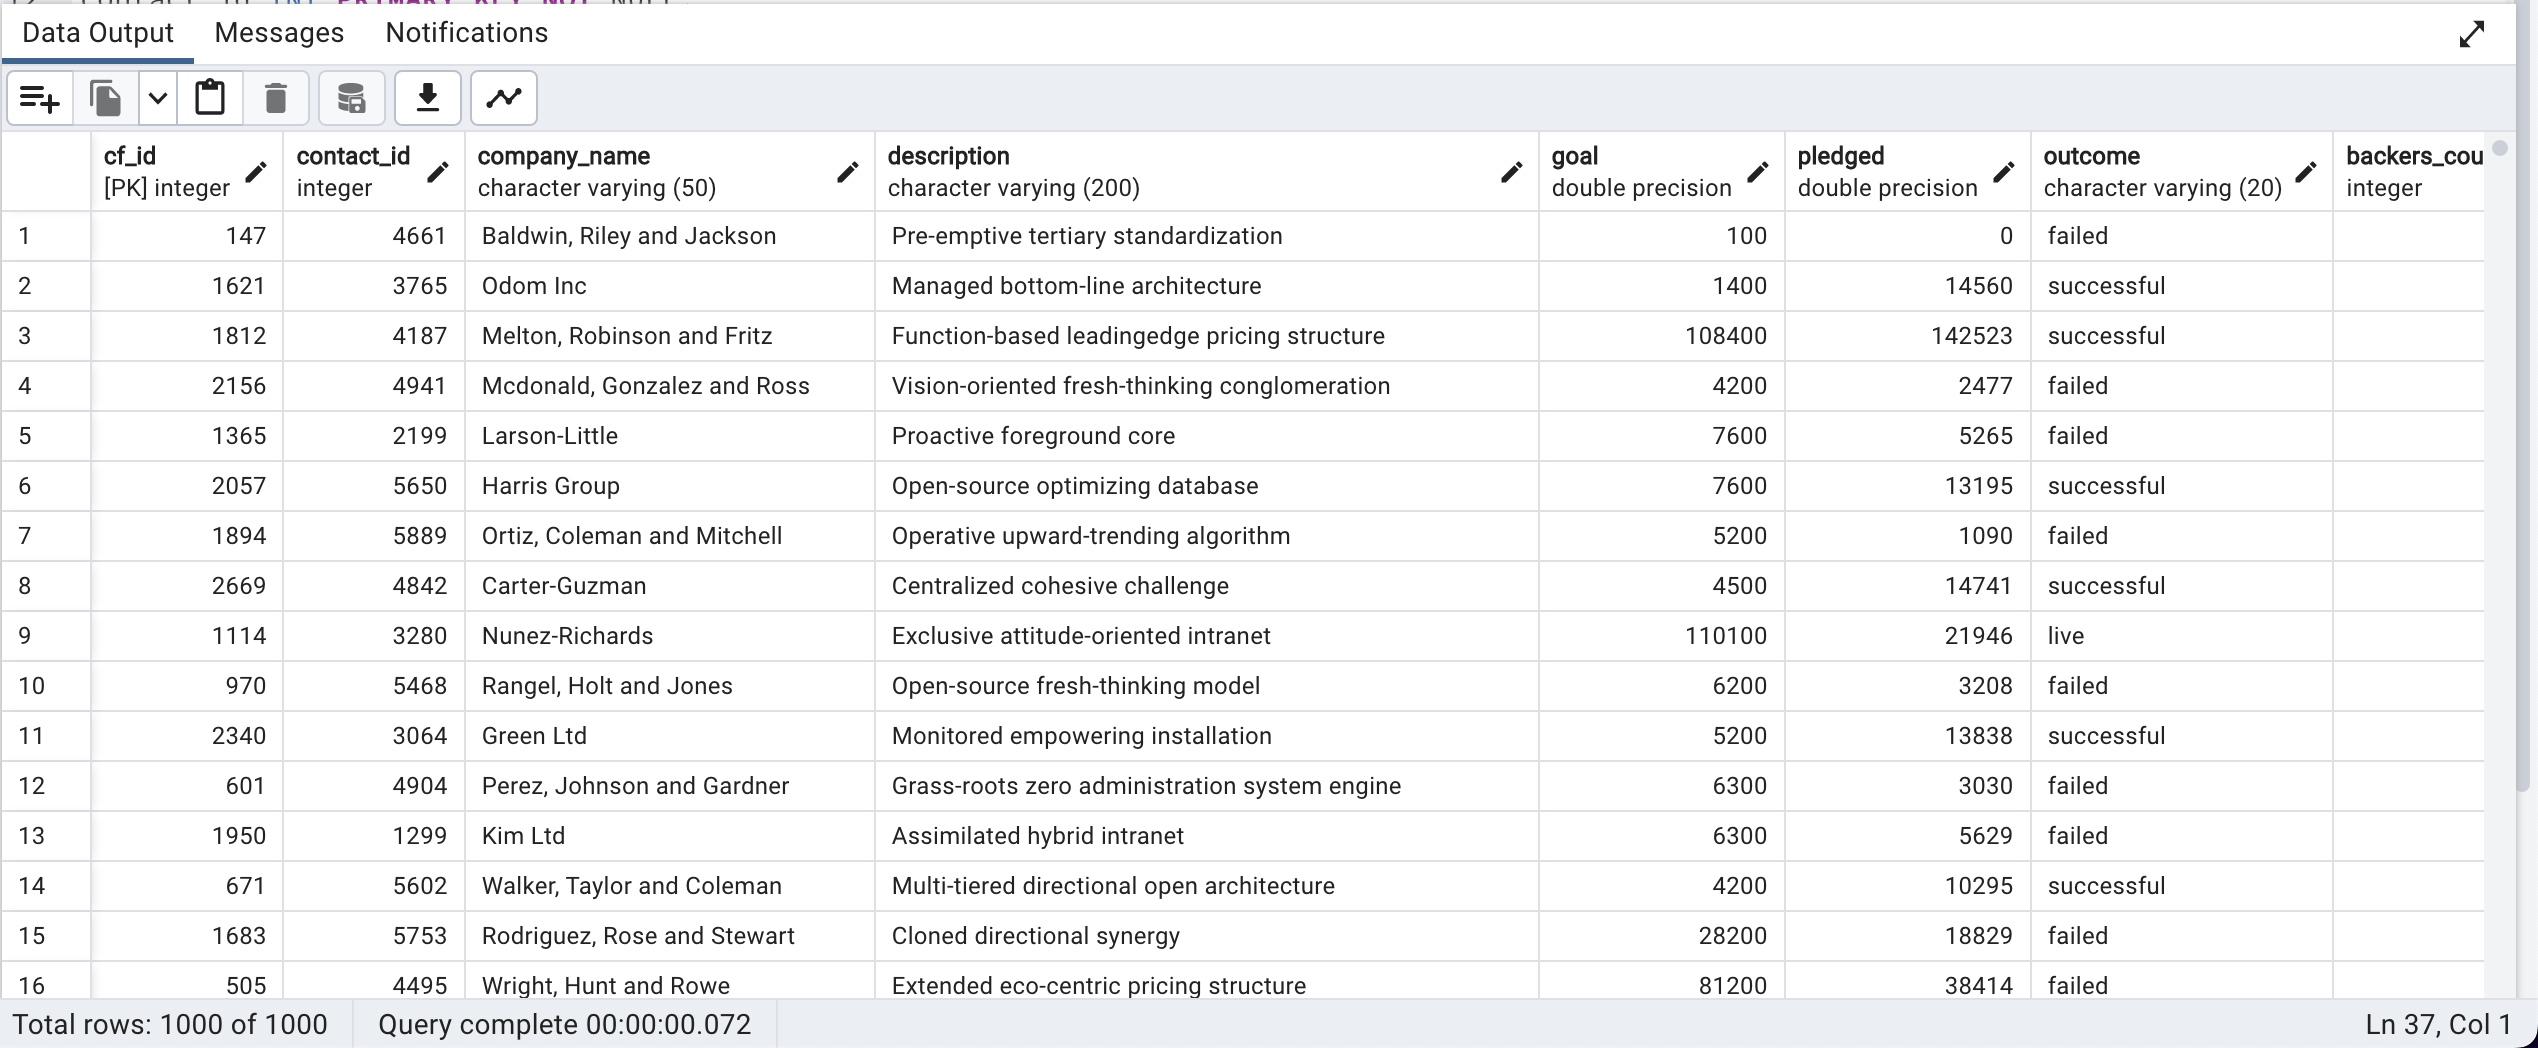 Data Output Messages Notifications
cf_id contact_id company_name description goal pledged outcome backers_cou
[PK] integer integer character varying (50) character varying (200) double precision double precision character varying (20) integer
1 147 4661 Baldwin, Riley and Jackson Pre-emptive tertiary standardization 100 0 failed
2 1621 3765 Odom Inc Managed bottom-line architecture 1400 14560 successful
3 1812 4187 Melton, Robinson and Fritz Function-based leadingedge pricing structure 108400 142523 successful
4 2156 4941 Mcdonald, Gonzalez and Ross Vision-oriented fresh-thinking conglomeration 4200 2477 failed
5 1365 2199 Larson-Little Proactive foreground core 7600 5265 failed
6 2057 5650 Harris Group Open-source optimizing database 7600 13195 successful
7 1894 5889 Ortiz, Coleman and Mitchell Operative upward-trending algorithm 5200 1090 failed
8 2669 4842 Carter-Guzman Centralized cohesive challenge 4500 14741 successful
9 1114 3280 Nunez-Richards Exclusive attitude-oriented intranet 110100 21946 live
10 970 5468 Rangel, Holt and Jones Open-source fresh-thinking model 6200 3208 failed
11 2340 3064 Green Ltd Monitored empowering installation 5200 13838 successful
12 601 4904 Perez, Johnson and Gardner Grass-roots zero administration system engine 6300 3030 failed
13 1950 1299 Kim Ltd Assimilated hybrid intranet 6300 5629 failed
14 671 5602 Walker, Taylor and Coleman Multi-tiered directional open architecture 4200 10295 successful
15 1683 5753 Rodriguez, Rose and Stewart Cloned directional synergy 28200 18829 failed
16 505 4495 Wright, Hunt and Rowe Extended eco-centric pricing structure 81200 38414 failed
Total rows: 1000 of 1000 Query complete 00:00:00.072 Ln 37, Col 1